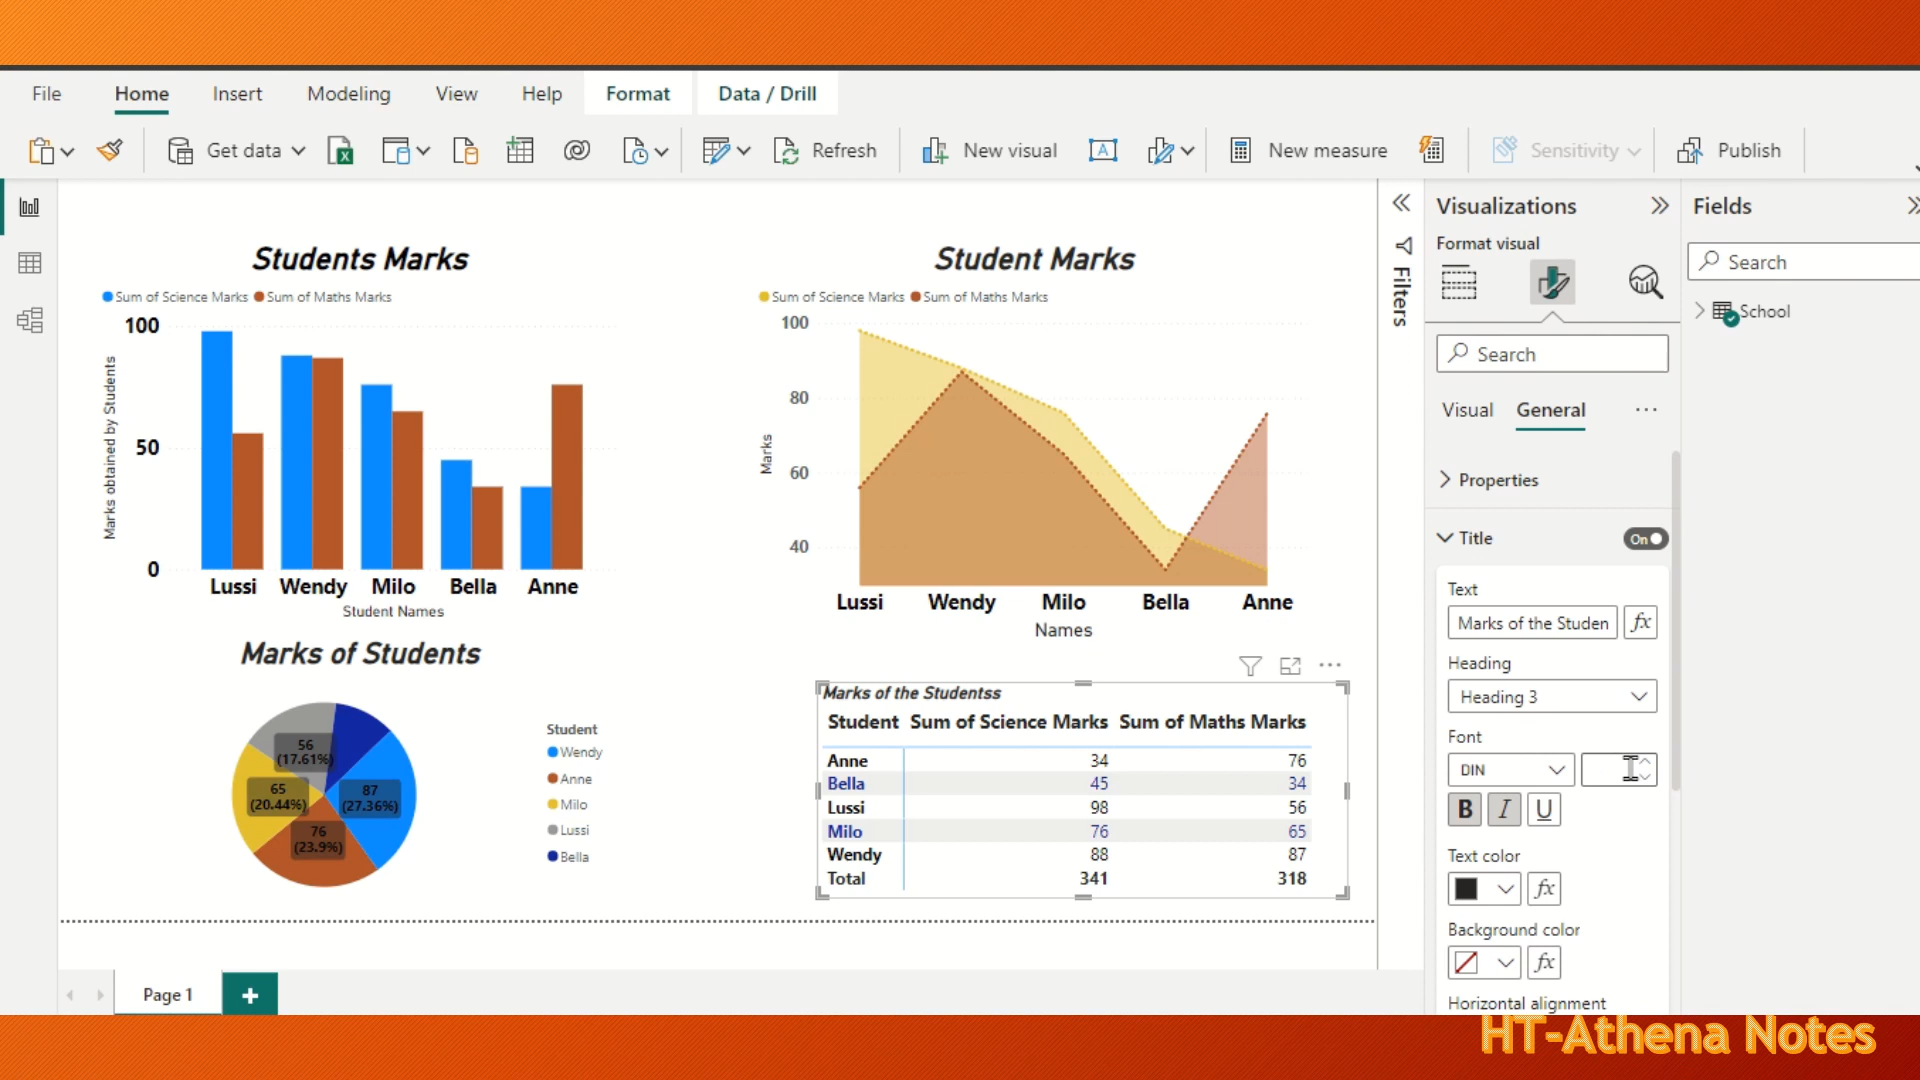 File Home Insert Modeling View Help Format Data / Drill
Get data Refresh New visual A New measure Sensitivity Publish
Students Marks
Sum of Science Marks Sum of Maths Marks
100
50
0
Marks obtained by Students
Lussi Wendy Milo Bella Anne
Student Names
Student Marks
Sum of Science Marks Sum of Maths Marks
100
80
60
40
Marks
Lussi Wendy Milo Bella Anne
Names
Marks of Students
56
(17.61%)
65
(20.44%)
87
(27.36%)
76
(23.9%)
Student
Wendy
Anne
Milo
Lussi
Bella
Marks of the Studentss
Student Sum of Science Marks Sum of Maths Marks
Anne 34 76
Bella 45 34
Lussi 98 56
Milo 76 65
Wendy 88 87
Total 341 318
Page 1
Filters
Visualizations
Format visual
Search
Visual General
Properties
Title On
Text
Marks of the Studen fx
Heading
Heading 3
Font
DIN
B I U
Text color
fx
Background color
fx
Horizontal alignment
Fields
Search
School
HT-Athena Notes